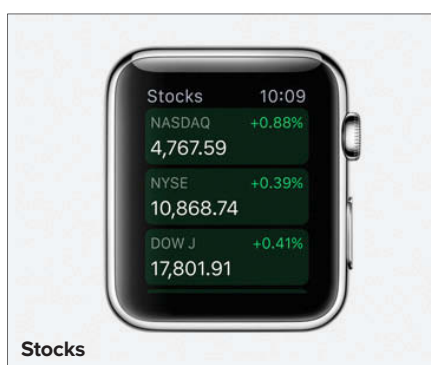 Stocks 10:09
NASDAQ +0.88%
4,767.59
NYSE +0.39%
10,868.74
DOW J +0.41%
17,801.91
Stocks